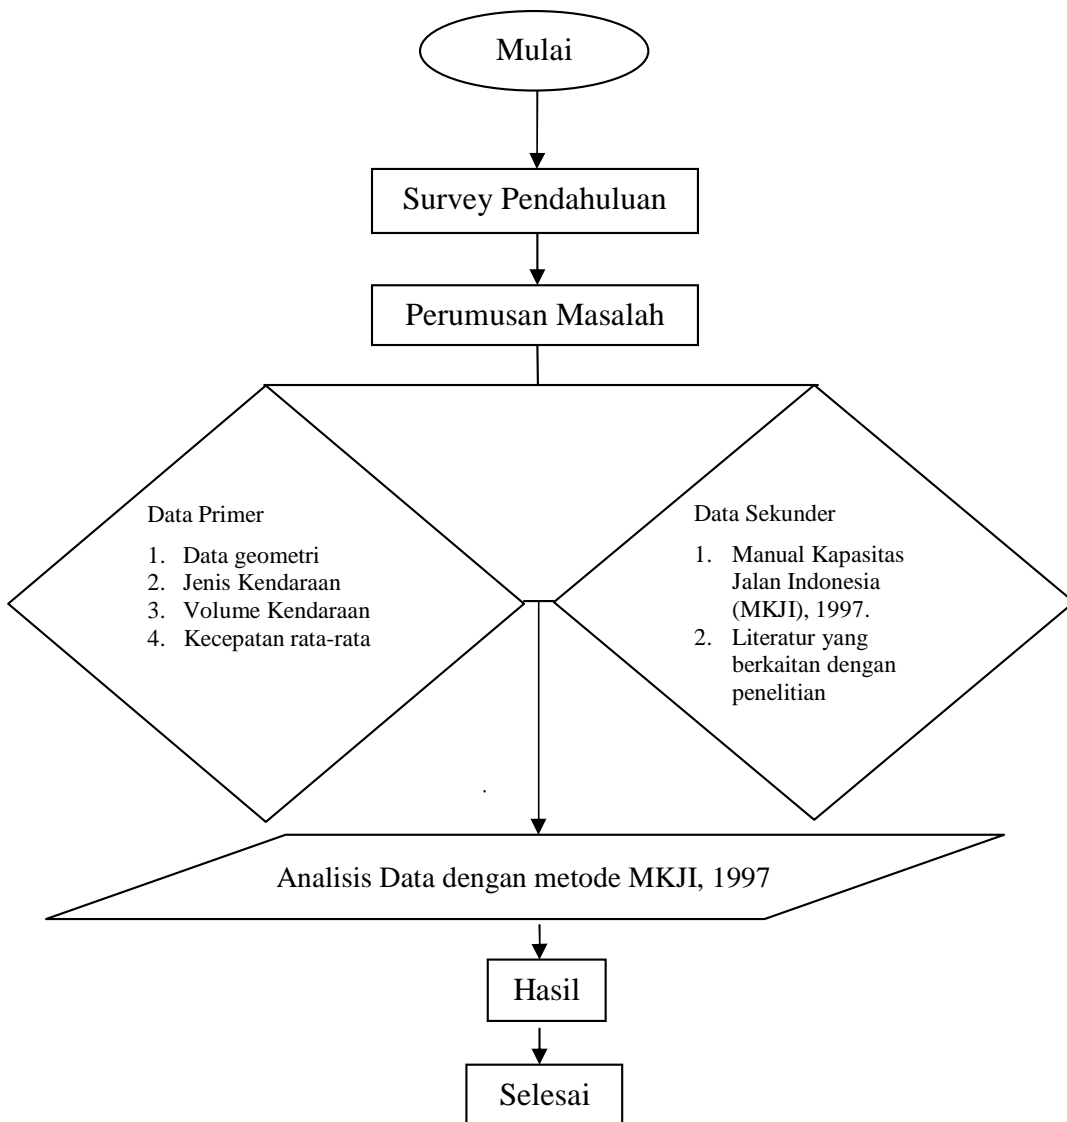 Mulai
Survey Pendahuluan
Perumusan Masalah
Data Primer
1. Data geometri
2. Jenis Kendaraan
3. Volume Kendaraan
4. Kecepatan rata-rata
Data Sekunder
1. Manual Kapasitas
Jalan Indonesia
(MKJI), 1997.
2. Literatur yang
berkaitan dengan
penelitian
.
Analisis Data dengan metode MKJI, 1997
Hasil
Selesai